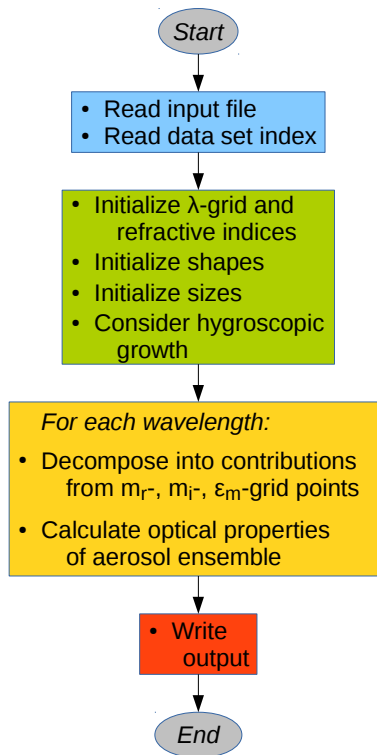 Start
• Read input file
• Read data set index
• Initialize λ-grid and
refractive indices
• Initialize shapes
• Initialize sizes
• Consider hygroscopic
growth
For each wavelength:
• Decompose into contributions
from mr-, mi-, εm-grid points
• Calculate optical properties
of aerosol ensemble
• Write
output
End